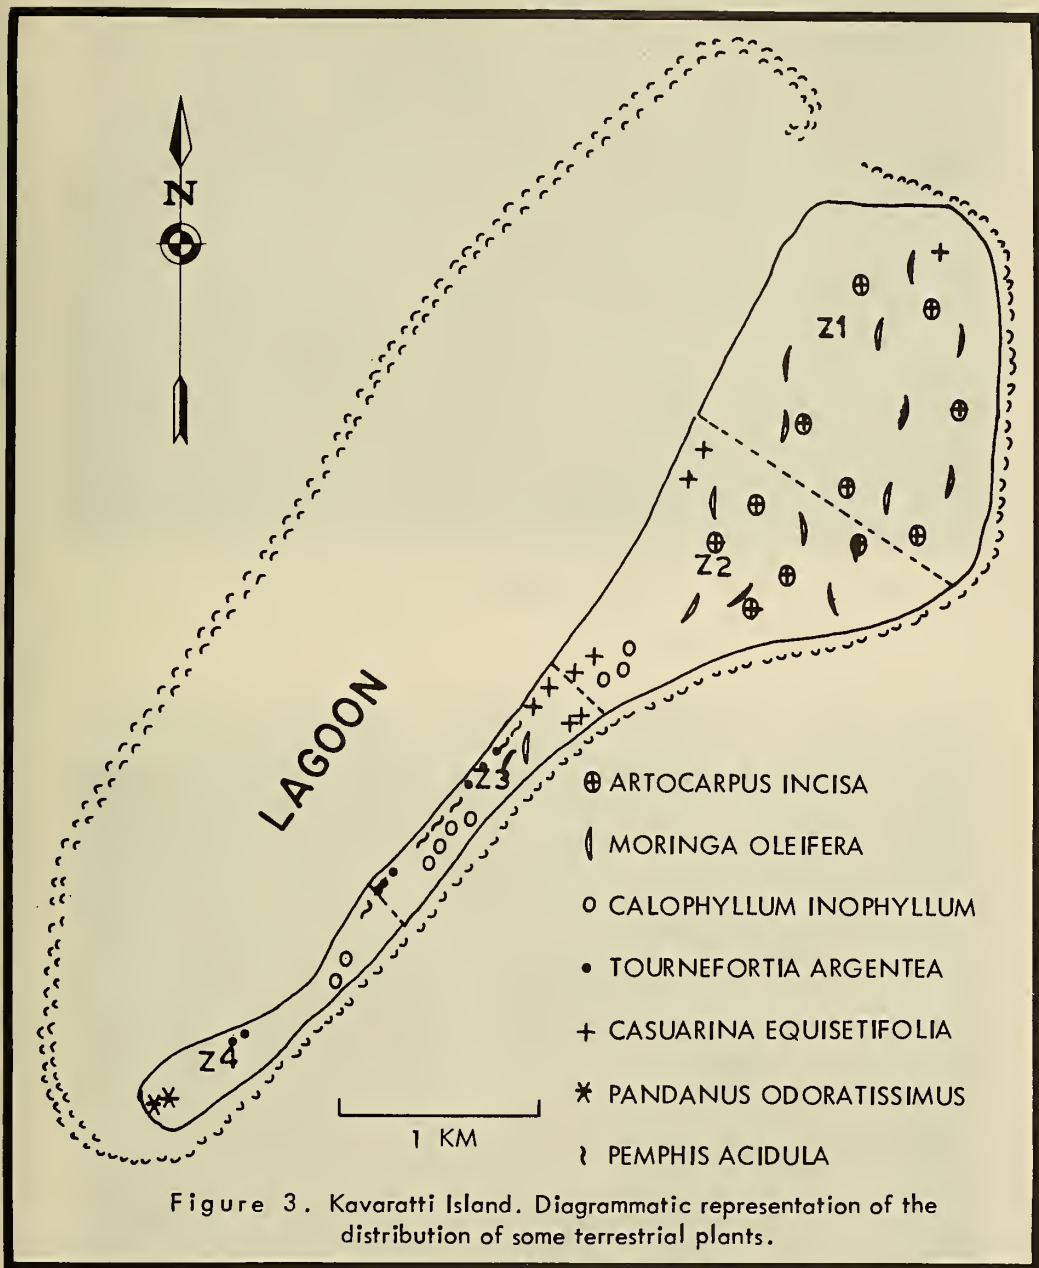 N
Z1
Z2
LAGOON
Z3
ARTOCARPUS INCISA
MORINGA OLEIFERA
CALOPHYLLUM INOPHYLLUM
TOURNEFORTIA ARGENTEA
CASUARINA EQUISETIFOLIA
Z4
PANDANUS ODORATISSIMUS
1 KM
PEMPHIS ACIDULA
Figure 3. Kavaratti Island. Diagrammatic representation of the
distribution of some terrestrial plants.